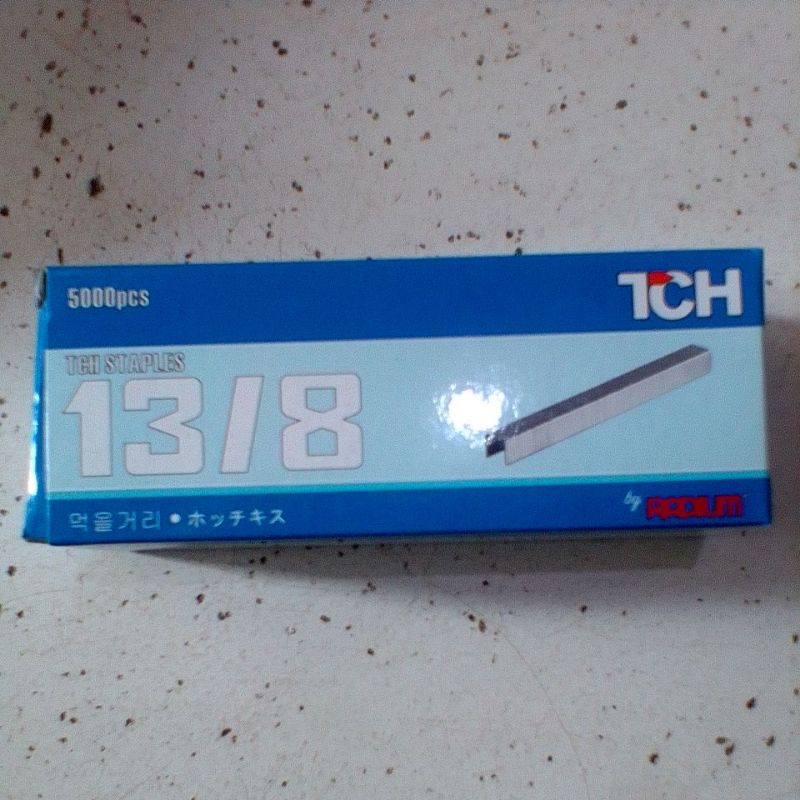 5000pcs
TCH
TCH STAPLES
13/8
먹을거리 • ホッチキス
by RADIUM